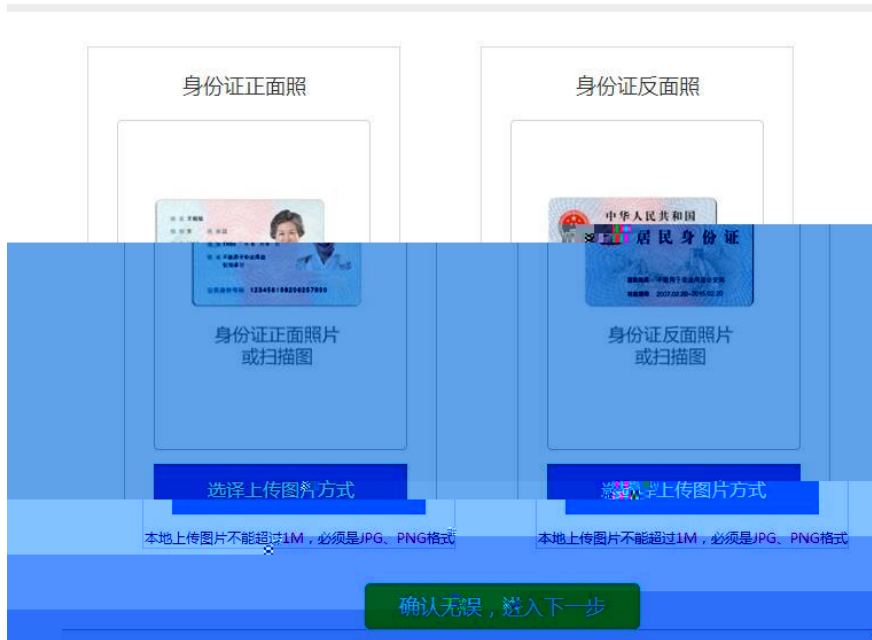 身份证正面照
身份证反面照
中华人民共和国
居民身份证
身份证正面照片
或扫描图
身份证反面照片
或扫描图
选择上传图片方式
上传图片方式
本地上传图片不能超过1M，必须是JPG、PNG格式
本地上传图片不能超过1M，必须是JPG、PNG格式
确认无误，进入下一步